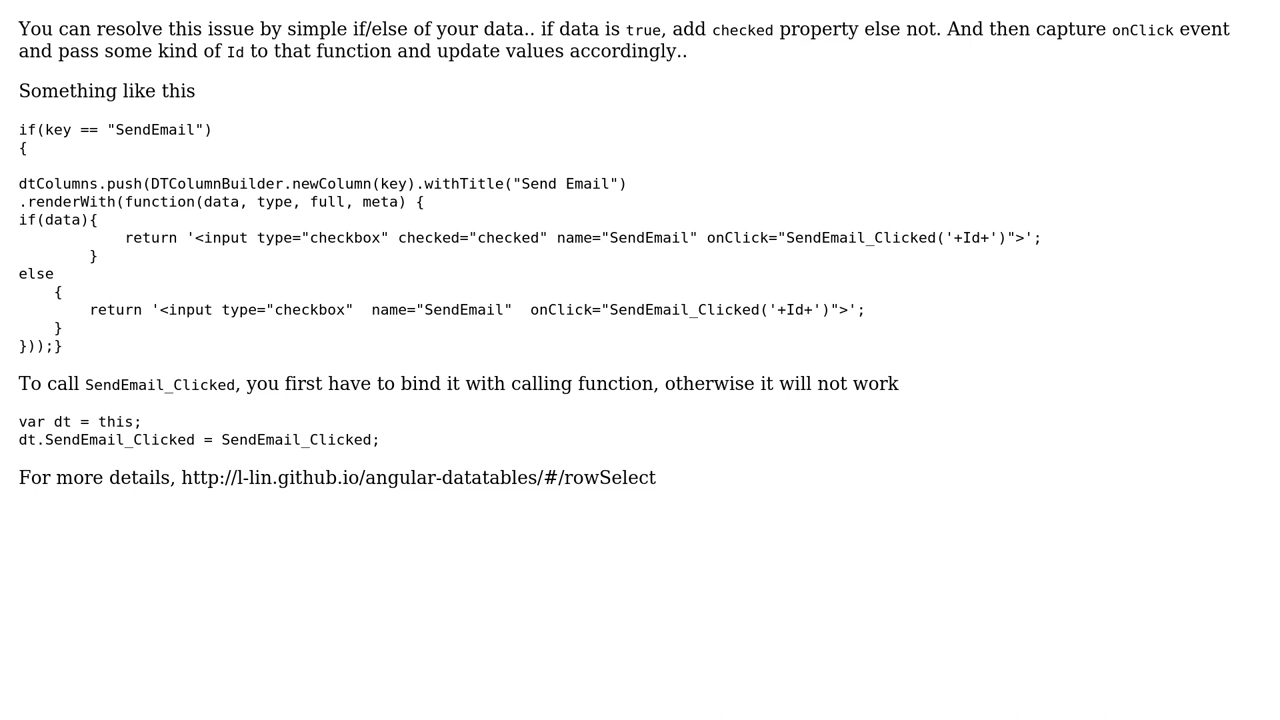 You can resolve this issue by simple if/else of your data.. if data is true, add checked property else not. And then capture onClick event
and pass some kind of Id to that function and update values accordingly..
Something like this
if(key == "SendEmail")
{
dtColumns.push(DTColumnBuilder.newColumn(key).withTitle("Send Email")
.renderWith(function(data, type, full, meta) {
if(data){
            return '<input type="checkbox" checked="checked" name="SendEmail" onClick="SendEmail_Clicked('+Id+')">';
        }
else
    {
        return '<input type="checkbox"  name="SendEmail"  onClick="SendEmail_Clicked('+Id+')">';
    }
}));}
To call SendEmail_Clicked, you first have to bind it with calling function, otherwise it will not work
var dt = this;
dt.SendEmail_Clicked = SendEmail_Clicked;
For more details, http://l-lin.github.io/angular-datatables/#/rowSelect